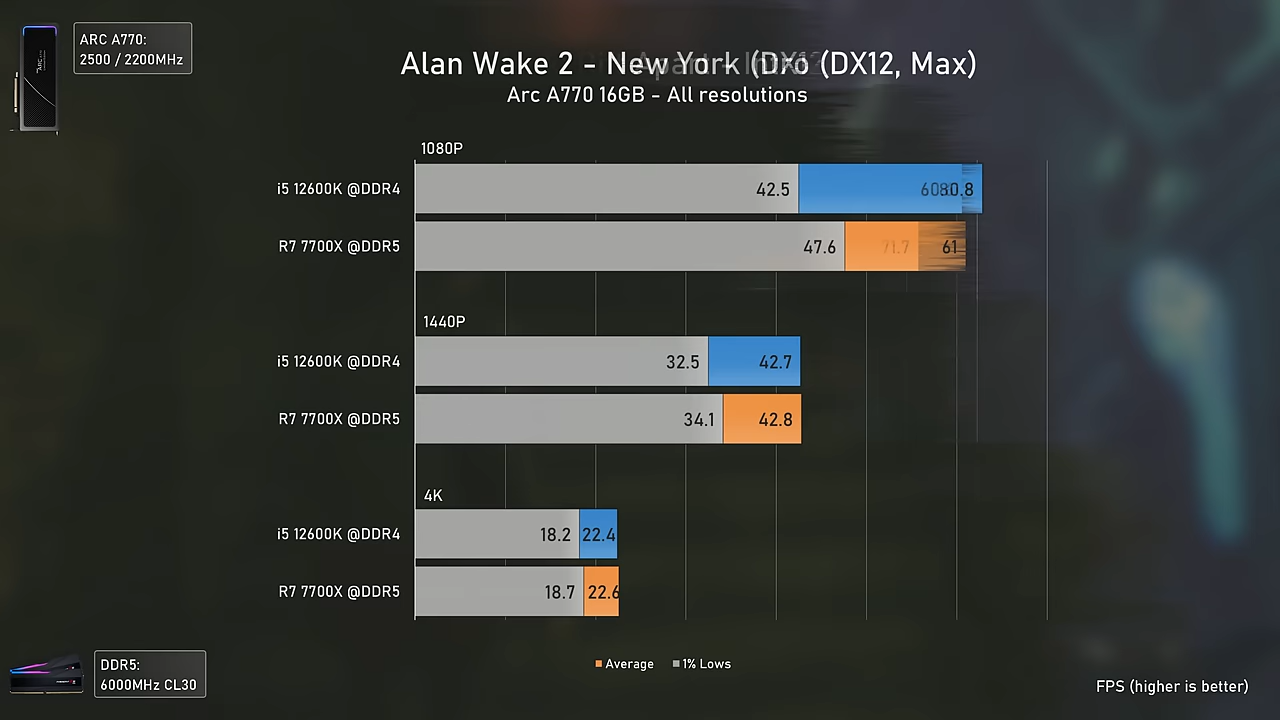 ARC A770:
2500 / 2200MHz
Alan Wake 2 - New York (DX12, Max)
Arc A770 16GB - All resolutions
1080P
i5 12600K @DDR4
42.5
R7 7700X @DDR5
47.6
71.7
61
1440P
i5 12600K @DDR4
32.5
42.7
R7 7700X @DDR5
34.1
42.8
4K
i5 12600K @DDR4
18.2
22.4
R7 7700X @DDR5
18.7
22.6
Average
1% Lows
DDR5:
6000MHz CL30
FPS (higher is better)